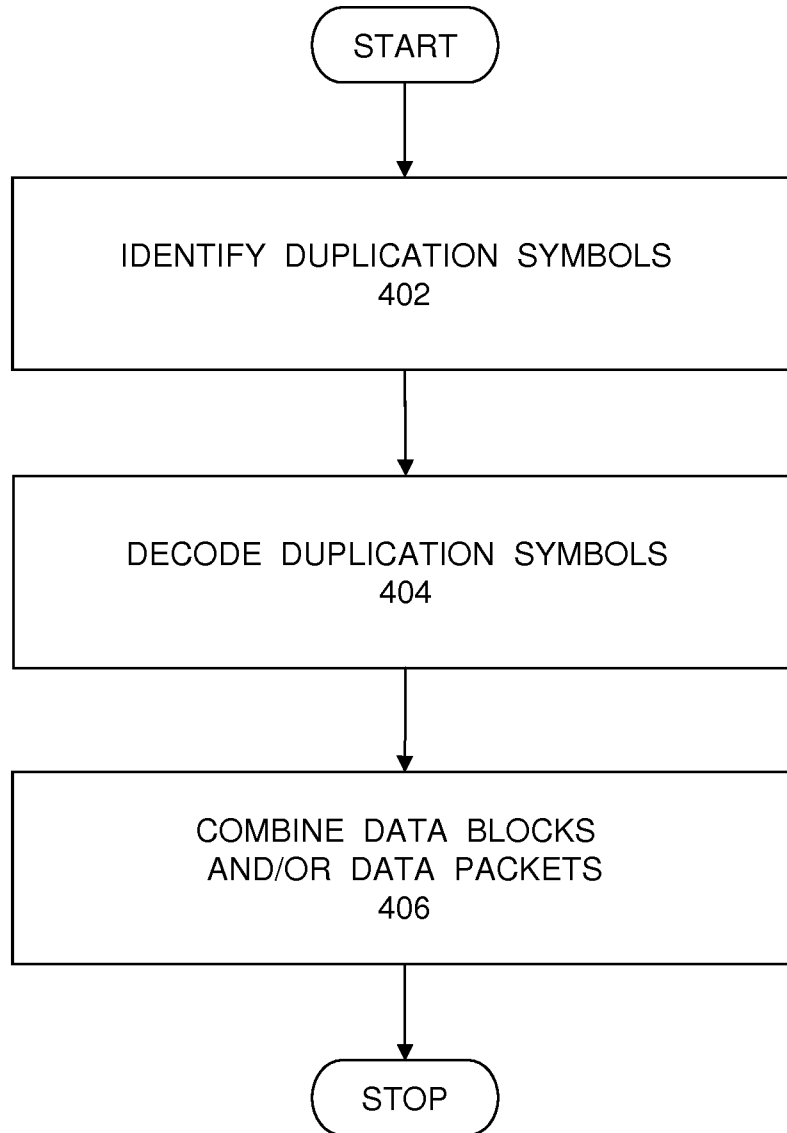 START
IDENTIFY DUPLICATION SYMBOLS
402
DECODE DUPLICATION SYMBOLS
404
COMBINE DATA BLOCKS
AND/OR DATA PACKETS
406
STOP